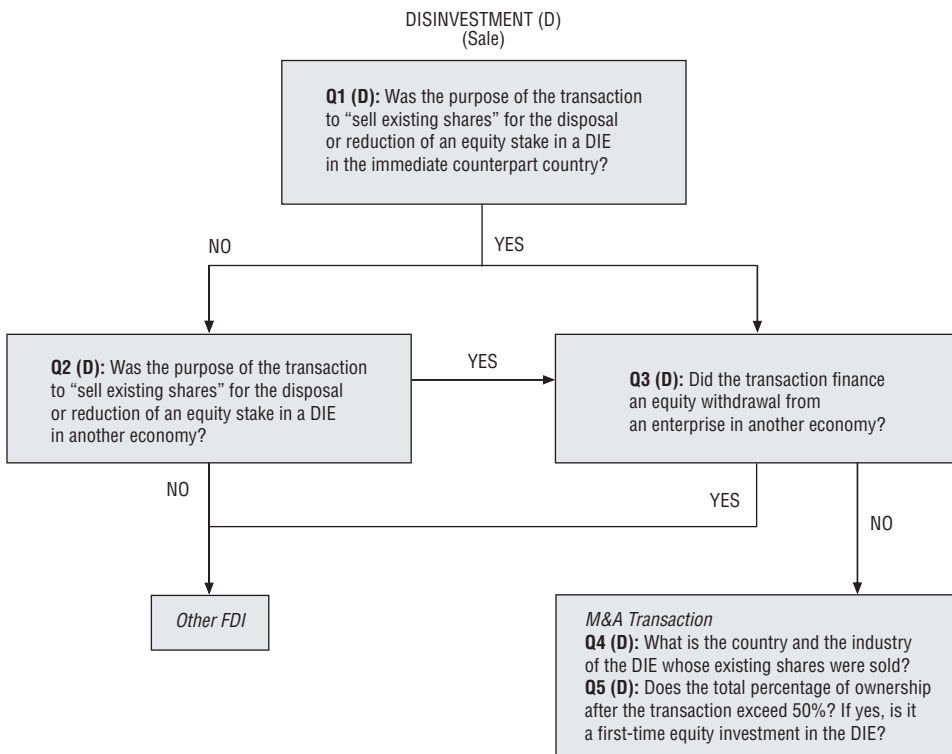 DISINVESTMENT (D)
(Sale)
Q1 (D): Was the purpose of the transaction
to “sell existing shares” for the disposal
or reduction of an equity stake in a DIE
in the immediate counterpart country?
NO
YES
Q2 (D): Was the purpose of the transaction
to “sell existing shares” for the disposal
or reduction of an equity stake in a DIE
in another economy?
YES
Q3 (D): Did the transaction finance
an equity withdrawal from
an enterprise in another economy?
NO
YES
NO
Other FDI
M&A Transaction
Q4 (D): What is the country and the industry
of the DIE whose existing shares were sold?
Q5 (D): Does the total percentage of ownership
after the transaction exceed 50%? If yes, is it
a first-time equity investment in the DIE?